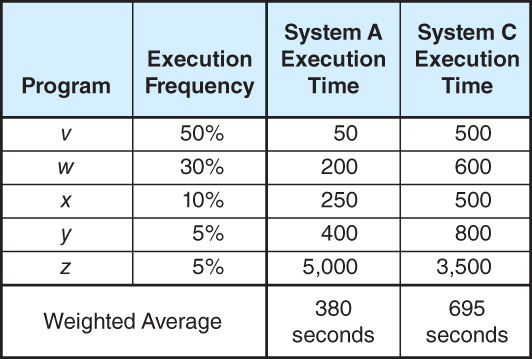 Program
Execution
Frequency
System A
Execution
Time
System C
Execution
Time
v 50% 50 500
w 30% 200 600
x 10% 250 500
y 5% 400 800
z 5% 5,000 3,500
Weighted Average
380
seconds
695
seconds